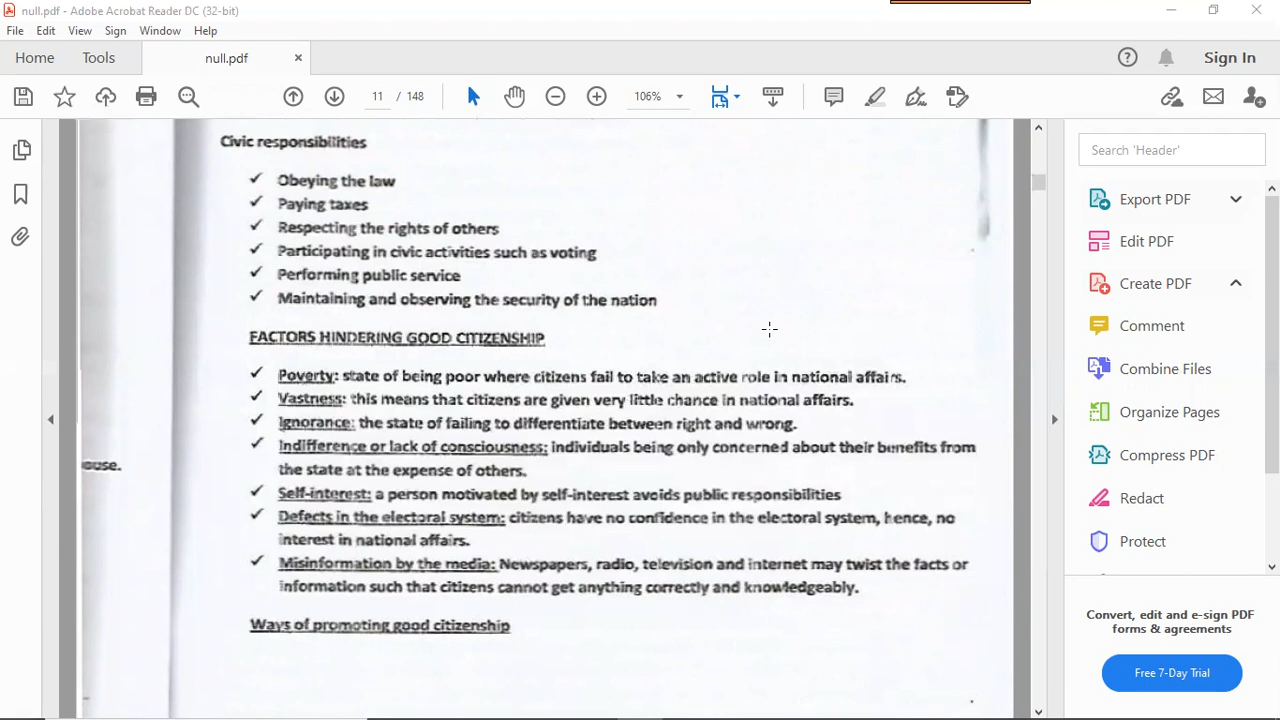 null.pdf - Adobe Acrobat Reader DC (32-bit)
File Edit View Sign Window Help
Home Tools null.pdf × Sign In
11 / 148 106%
Civic responsibilities
✓ Obeying the law
✓ Paying taxes
✓ Respecting the rights of others
✓ Participating in civic activities such as voting
✓ Performing public service
✓ Maintaining and observing the security of the nation
FACTORS HINDERING GOOD CITIZENSHIP
✓ Poverty: state of being poor where citizens fail to take an active role in national affairs.
✓ Vastness: this means that citizens are given very little chance in national affairs.
✓ Ignorance: the state of failing to differentiate between right and wrong.
✓ Indifference or lack of consciousness: individuals being only concerned about their benefits from
the state at the expense of others.
✓ Self-interest: a person motivated by self-interest avoids public responsibilities
✓ Defects in the electoral system: citizens have no confidence in the electoral system, hence, no
interest in national affairs.
✓ Misinformation by the media: Newspapers, radio, television and internet may twist the facts or
information such that citizens cannot get anything correctly and knowledgeably.
Ways of promoting good citizenship
ouse.
Search 'Header'
Export PDF
Edit PDF
Create PDF
Comment
Combine Files
Organize Pages
Compress PDF
Redact
Protect
Convert, edit and e-sign PDF
forms & agreements
Free 7-Day Trial